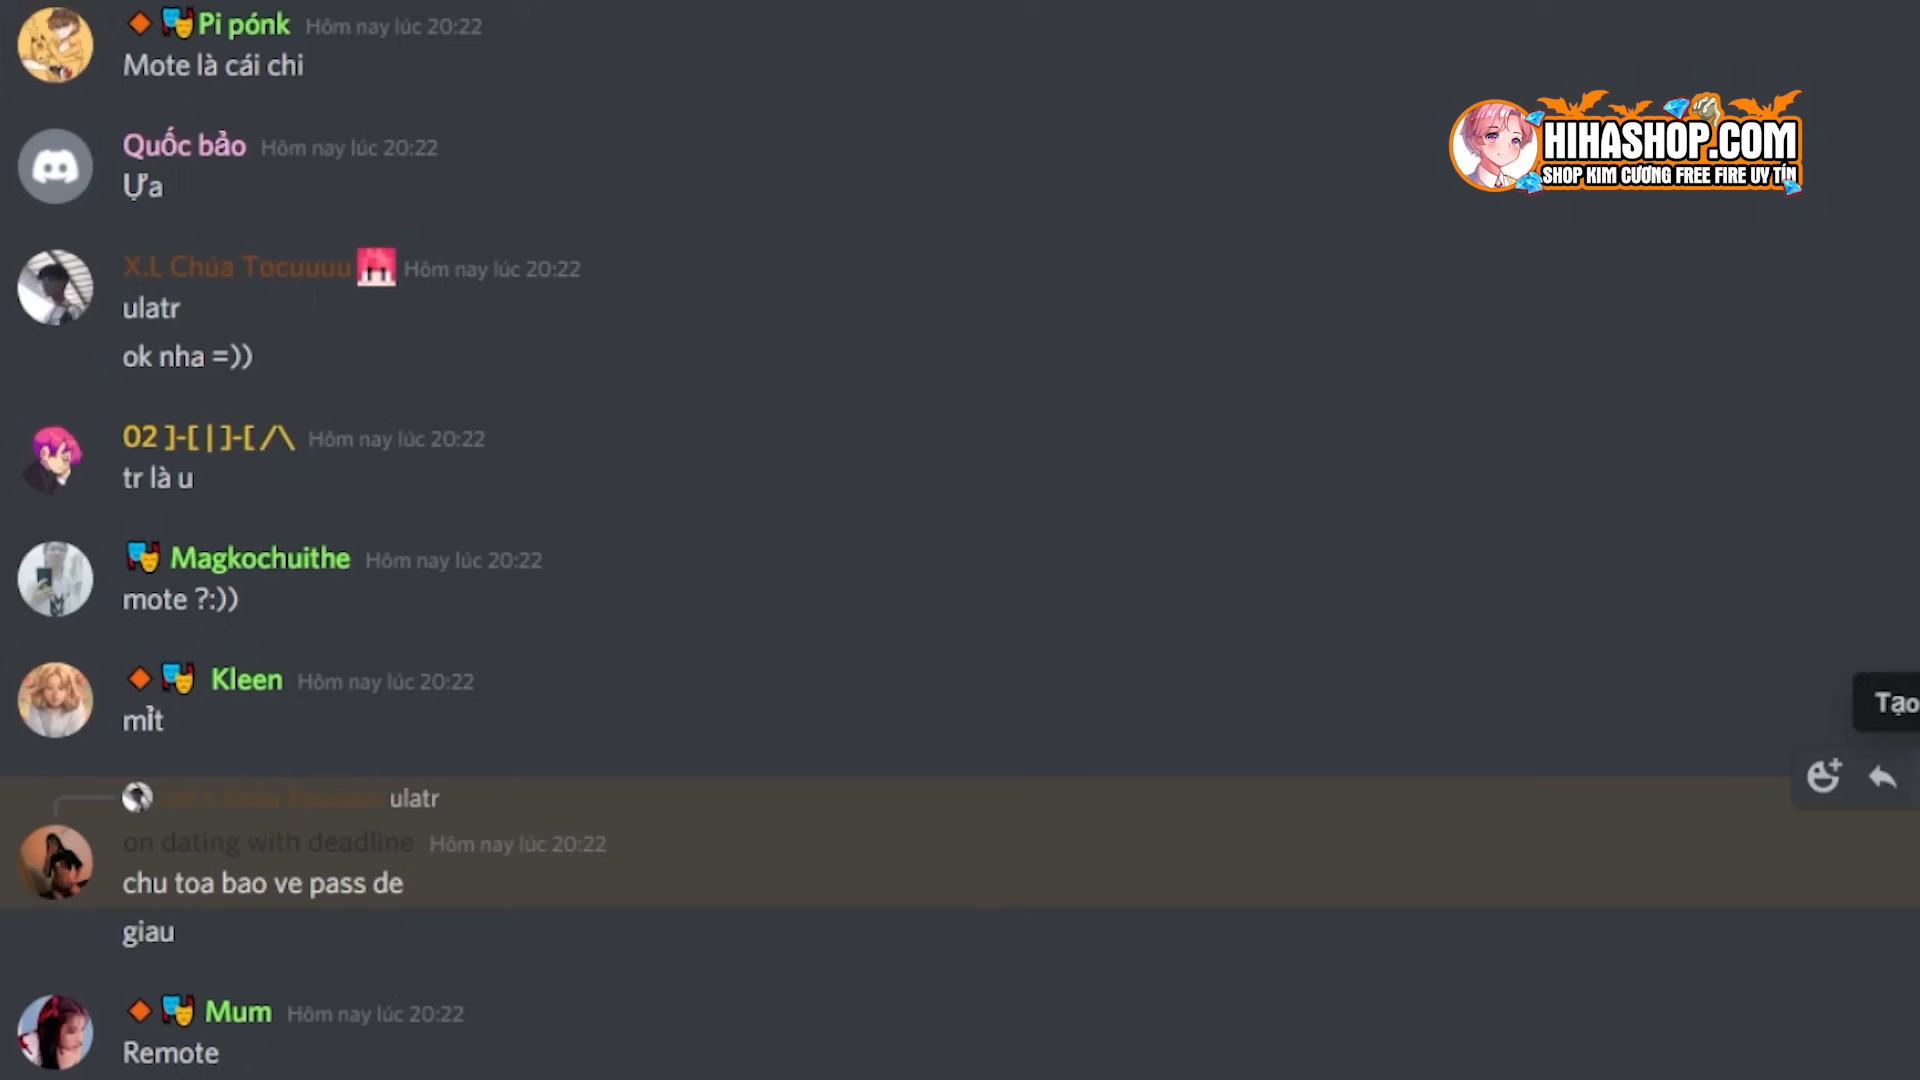 Pi pónk Hôm nay lúc 20:22
Mote là cái chi
HIHASHOP.COM
SHOP KIM CƯƠNG FREE FIRE UY TÍN
Quốc bảo Hôm nay lúc 20:22
Ựa
X.L Chúa Tocuuuu Hôm nay lúc 20:22
ulatr
ok nha =))
02 ]-[ | ]-[ /\ Hôm nay lúc 20:22
tr là u
Magkochuithe Hôm nay lúc 20:22
mote ?:))
Kleen Hôm nay lúc 20:22
mỉt
Tạo
ulatr
on dating with deadline Hôm nay lúc 20:22
chu toa bao ve pass de
giau
Mum Hôm nay lúc 20:22
Remote